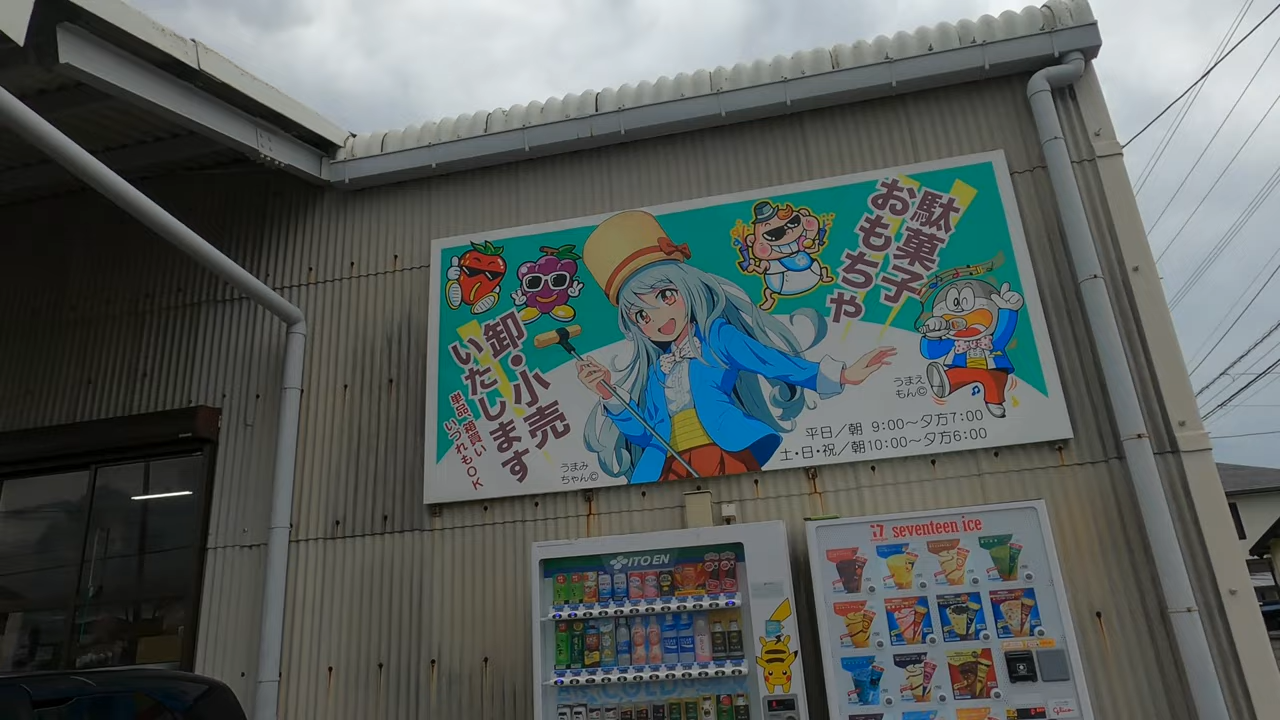 駄菓子
おもちゃ
卸・小売
いたします
単品、箱買い
いづれもOK
うまみ
ちゃん©
うまえ
もん©
平日／朝 9:00～夕方7:00
土・日・祝／朝10:00～夕方6:00
ITO EN
17 seventeen ice
Glico